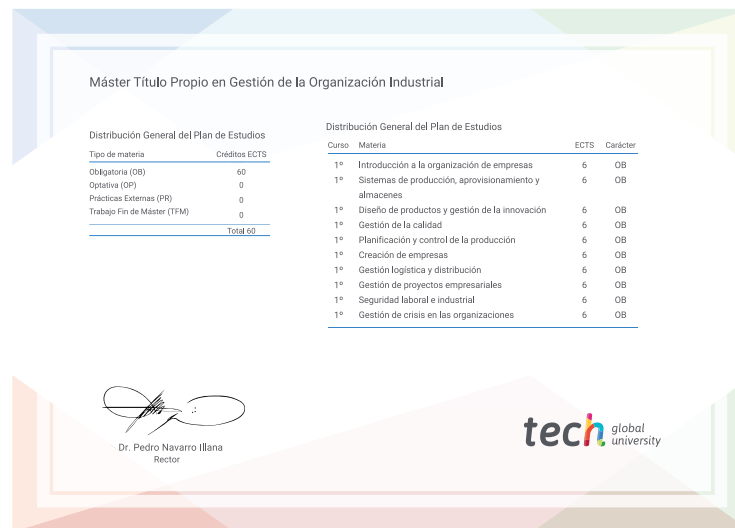 Máster Título Propio en Gestión de la Organización Industrial
Distribución General del Plan de Estudios
Tipo de materia Créditos ECTS
Obligatoria (OB) 60
Optativa (OP) 0
Prácticas Externas (PR) 0
Trabajo Fin de Máster (TFM) 0
Total 60
Distribución General del Plan de Estudios
Curso Materia ECTS Carácter
1º Introducción a la organización de empresas 6 OB
1º Sistemas de producción, aprovisionamiento y 6 OB
almacenes
1º Diseño de productos y gestión de la innovación 6 OB
1º Gestión de la calidad 6 OB
1º Planificación y control de la producción 6 OB
1º Creación de empresas 6 OB
1º Gestión logística y distribución 6 OB
1º Gestión de proyectos empresariales 6 OB
1º Seguridad laboral e industrial 6 OB
1º Gestión de crisis en las organizaciones 6 OB
Dr. Pedro Navarro Illana
Rector
tech global
university